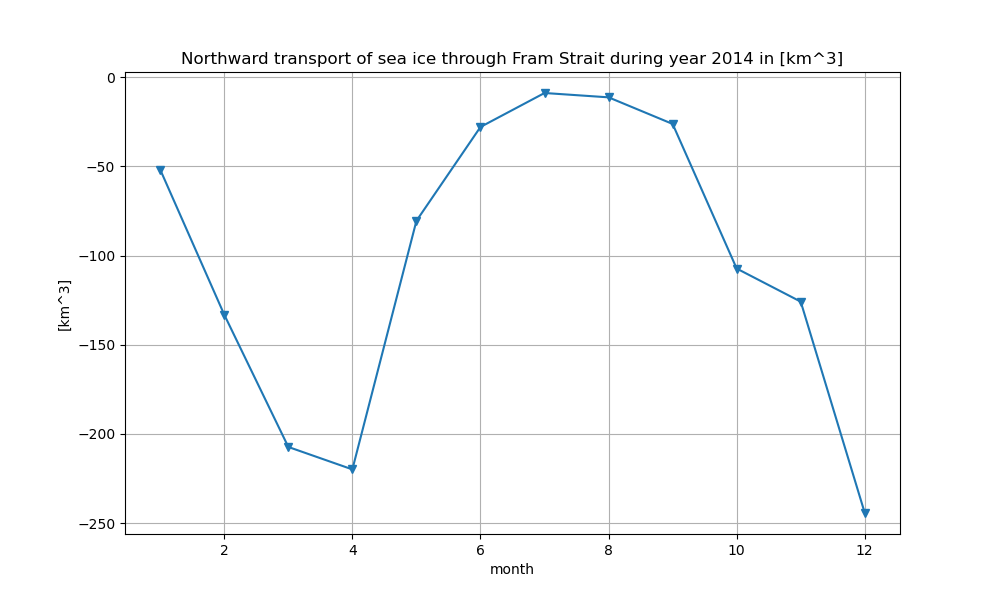 Northward transport of sea ice through Fram Strait during year 2014 in [km^3]
0
−50
−100
−150
−200
−250
[km^3]
2 4 6 8 10 12
month